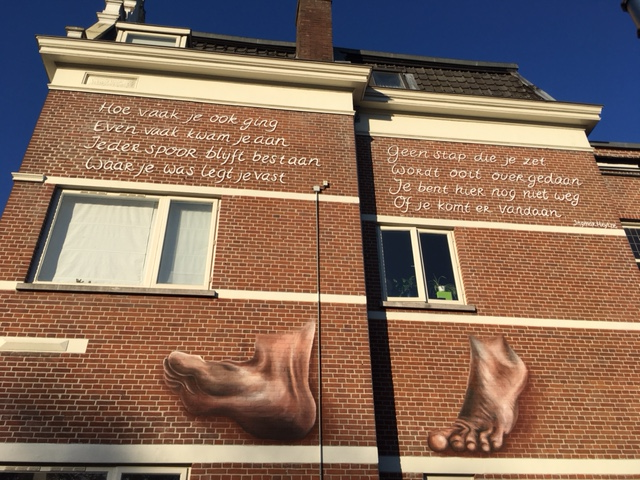 Hoe vaak je ook ging
Even vaak kwam je aan
Ieder spoor blijft bestaan
Waar je was legt je vast
Geen stap die je zet
Wordt ooit overgedaan
Je bent hier nog niet weg
Of je komt er vandaan